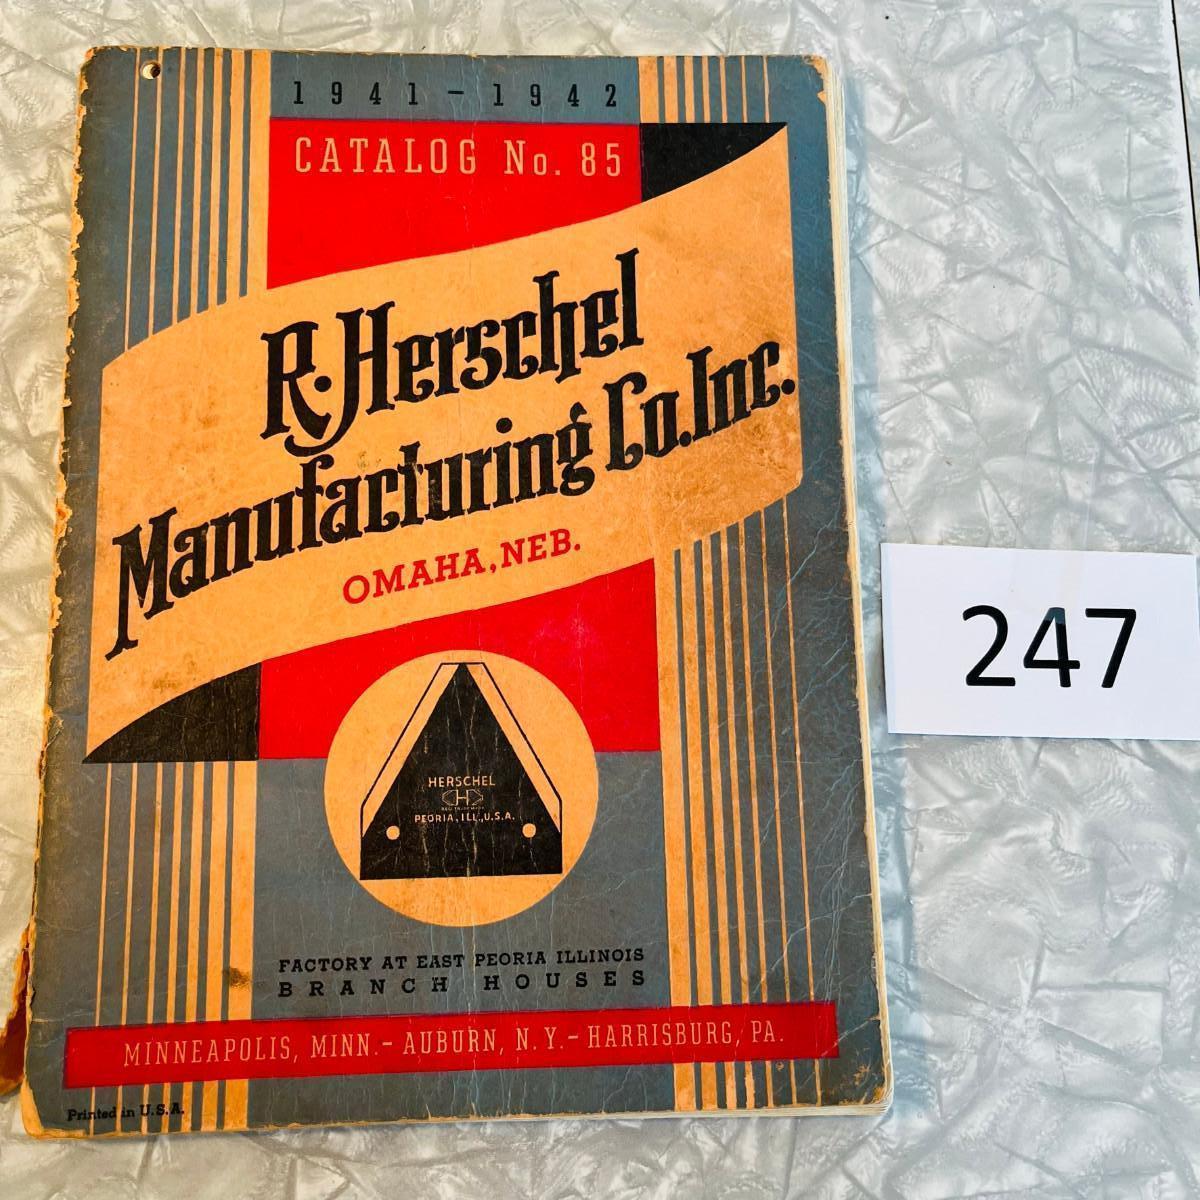 1941-1942
CATALOG No. 85
R. Herschel
Manufacturing Co. Inc.
OMAHA, NEB.
HERSCHEL
H
PEORIA, ILL., U.S.A.
FACTORY AT EAST PEORIA ILLINOIS
BRANCH HOUSES
MINNEAPOLIS, MINN. - AUBURN, N.Y. - HARRISBURG, PA.
Printed in U.S.A.
247